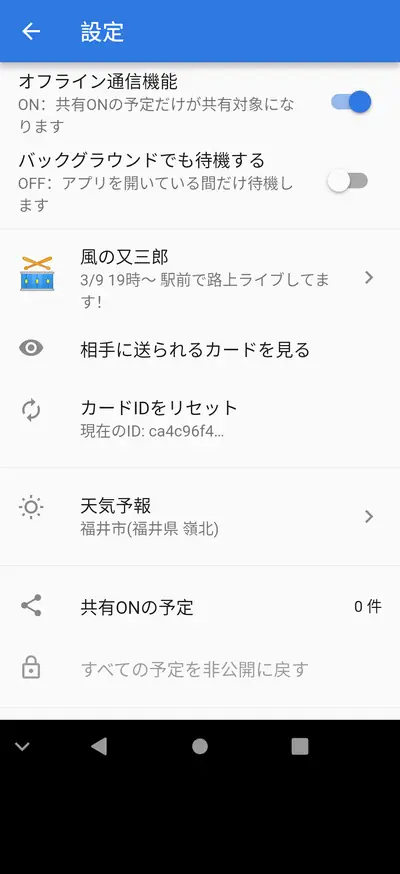 設定
オフライン通信機能
ON: 共有ONの予定だけが共有対象にな
ります
バックグラウンドでも待機する
OFF: アプリを開いている間だけ待機し
ます
風の又三郎
3/9 19時〜 駅前で路上ライブしてま
す!
相手に送られるカードを見る
カードIDをリセット
現在のID: ca4c96f4...
天気予報
福井市(福井県 嶺北)
共有ONの予定
0 件
すべての予定を非公開に戻す